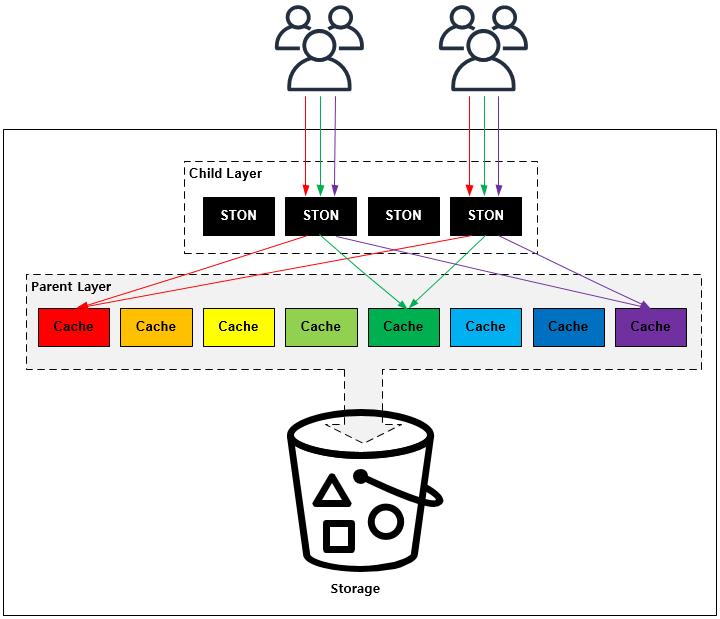 Child Layer
STON STON STON STON
Parent Layer
Cache Cache Cache Cache Cache Cache Cache Cache
Storage